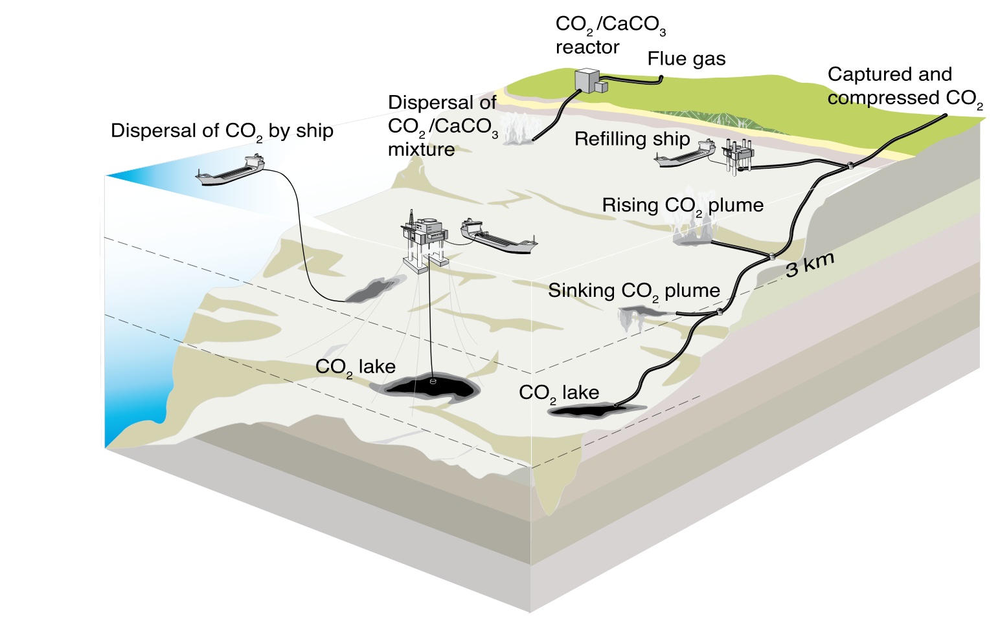 CO₂/CaCO₃
reactor
Flue gas
Captured and
compressed CO₂
Dispersal of
CO₂/CaCO₃
mixture
Dispersal of CO₂ by ship
Refilling ship
Rising CO₂ plume
3 km
Sinking CO₂ plume
CO₂ lake
CO₂ lake